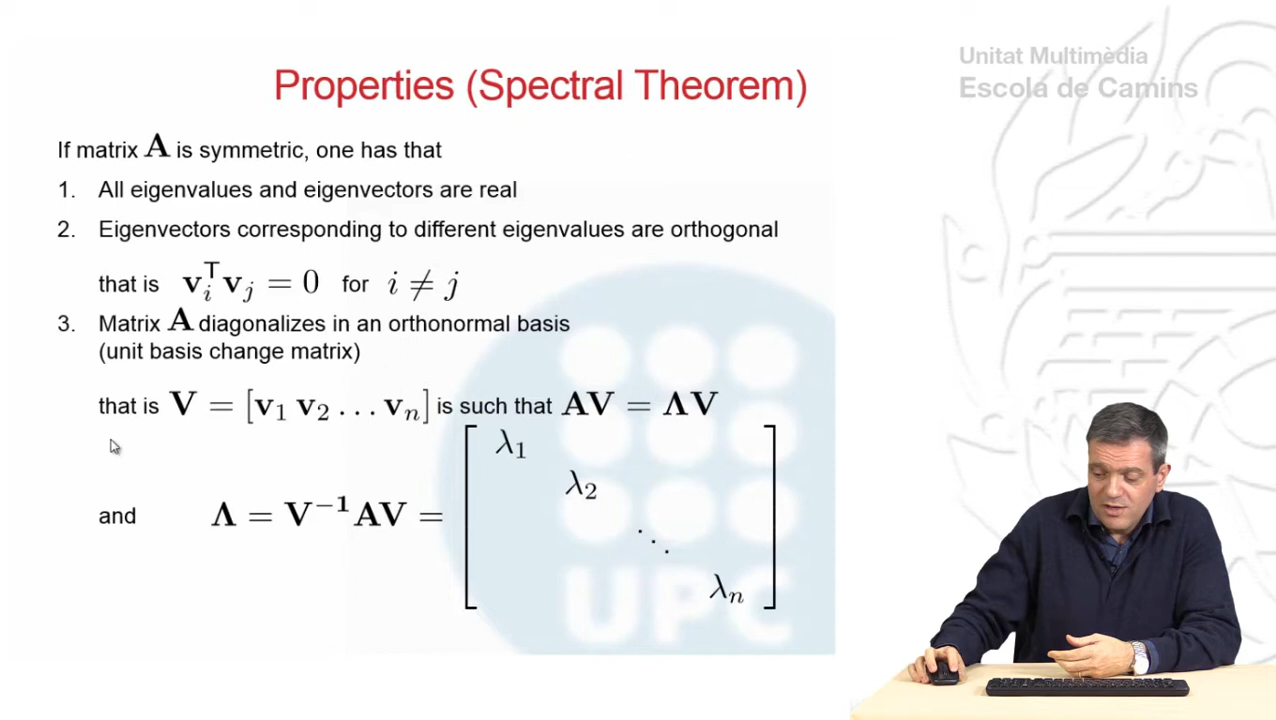 Unitat Multimèdia
Escola de Camins
Properties (Spectral Theorem)
If matrix A is symmetric, one has that
1. All eigenvalues and eigenvectors are real
2. Eigenvectors corresponding to different eigenvalues are orthogonal
that is v_i^T v_j = 0 for i ≠ j
3. Matrix A diagonalizes in an orthonormal basis
(unit basis change matrix)
that is V = [v_1 v_2 ... v_n] is such that AV = ΛV
and Λ = V^{-1}AV = [λ_1 λ_2 ⋱ λ_n]
UPC